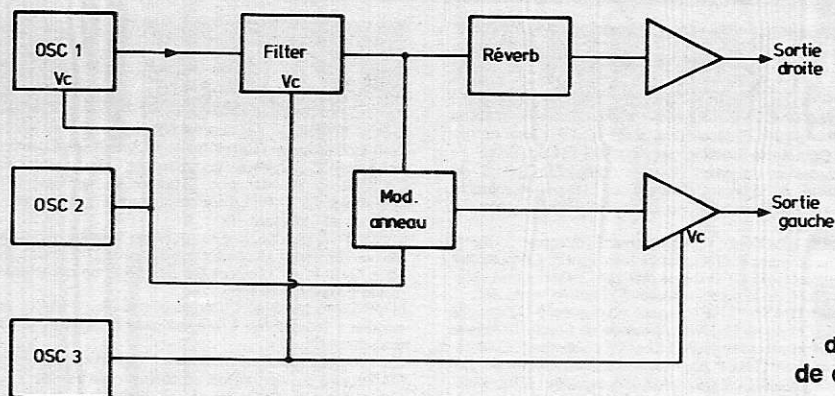 OSC 1
Vc
Filter
Vc
Réverb
Sortie
droite
OSC 2
Mod.
anneau
Vc
Sortie
gauche
OSC 3
d
de